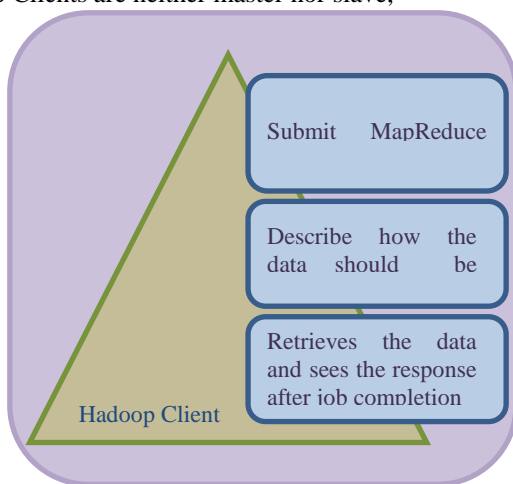 Clients are neither master nor slave,
Submit MapReduce
Describe how the
data should be
Retrieves the data
and sees the response
after job completion
Hadoop Client